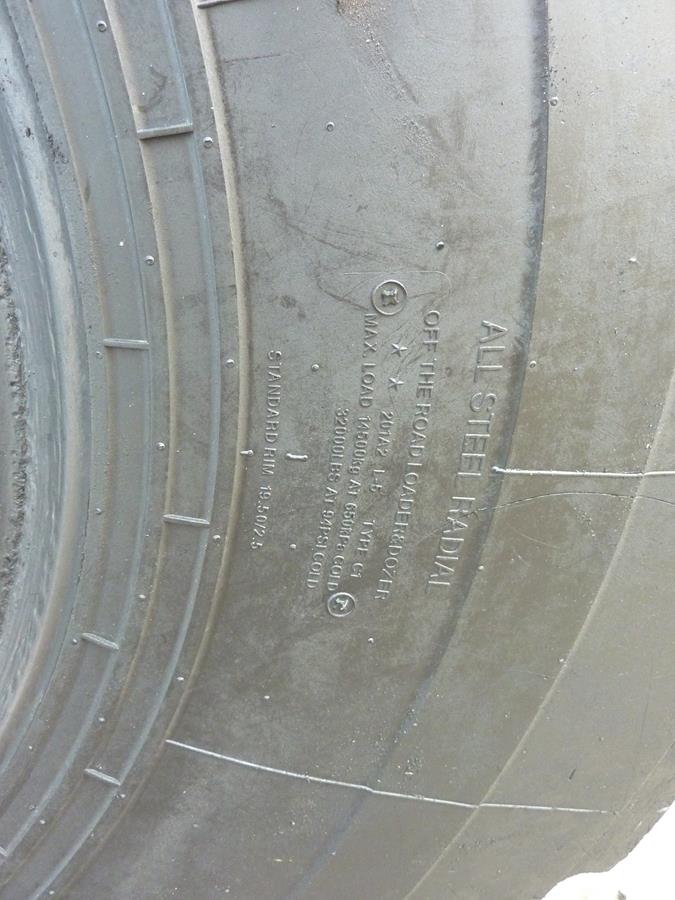 ALL STEEL RADIAL
OFF THE ROAD LOADER&DOZER
★★ 201A2 L-5 TYPE C1
MAX. LOAD 14500kg AT 650KPa COLD
32000LBS AT 94PSI COLD
STANDARD RIM 19.50/2.5